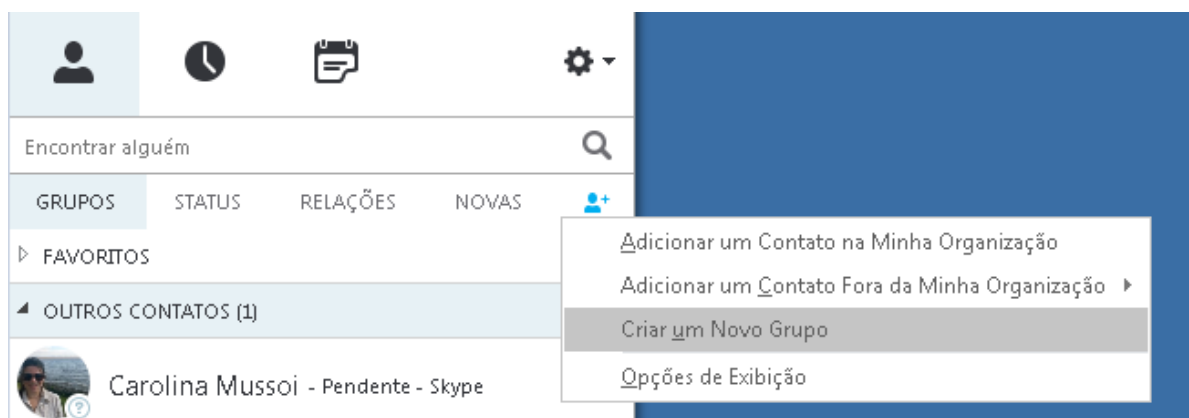 Encontrar alguém
GRUPOS STATUS RELAÇÕES NOVAS
Adicionar um Contato na Minha Organização
FAVORITOS
Adicionar um Contato Fora da Minha Organização
OUTROS CONTATOS (1)
Criar um Novo Grupo
Opções de Exibição
Carolina Mussoi - Pendente - Skype